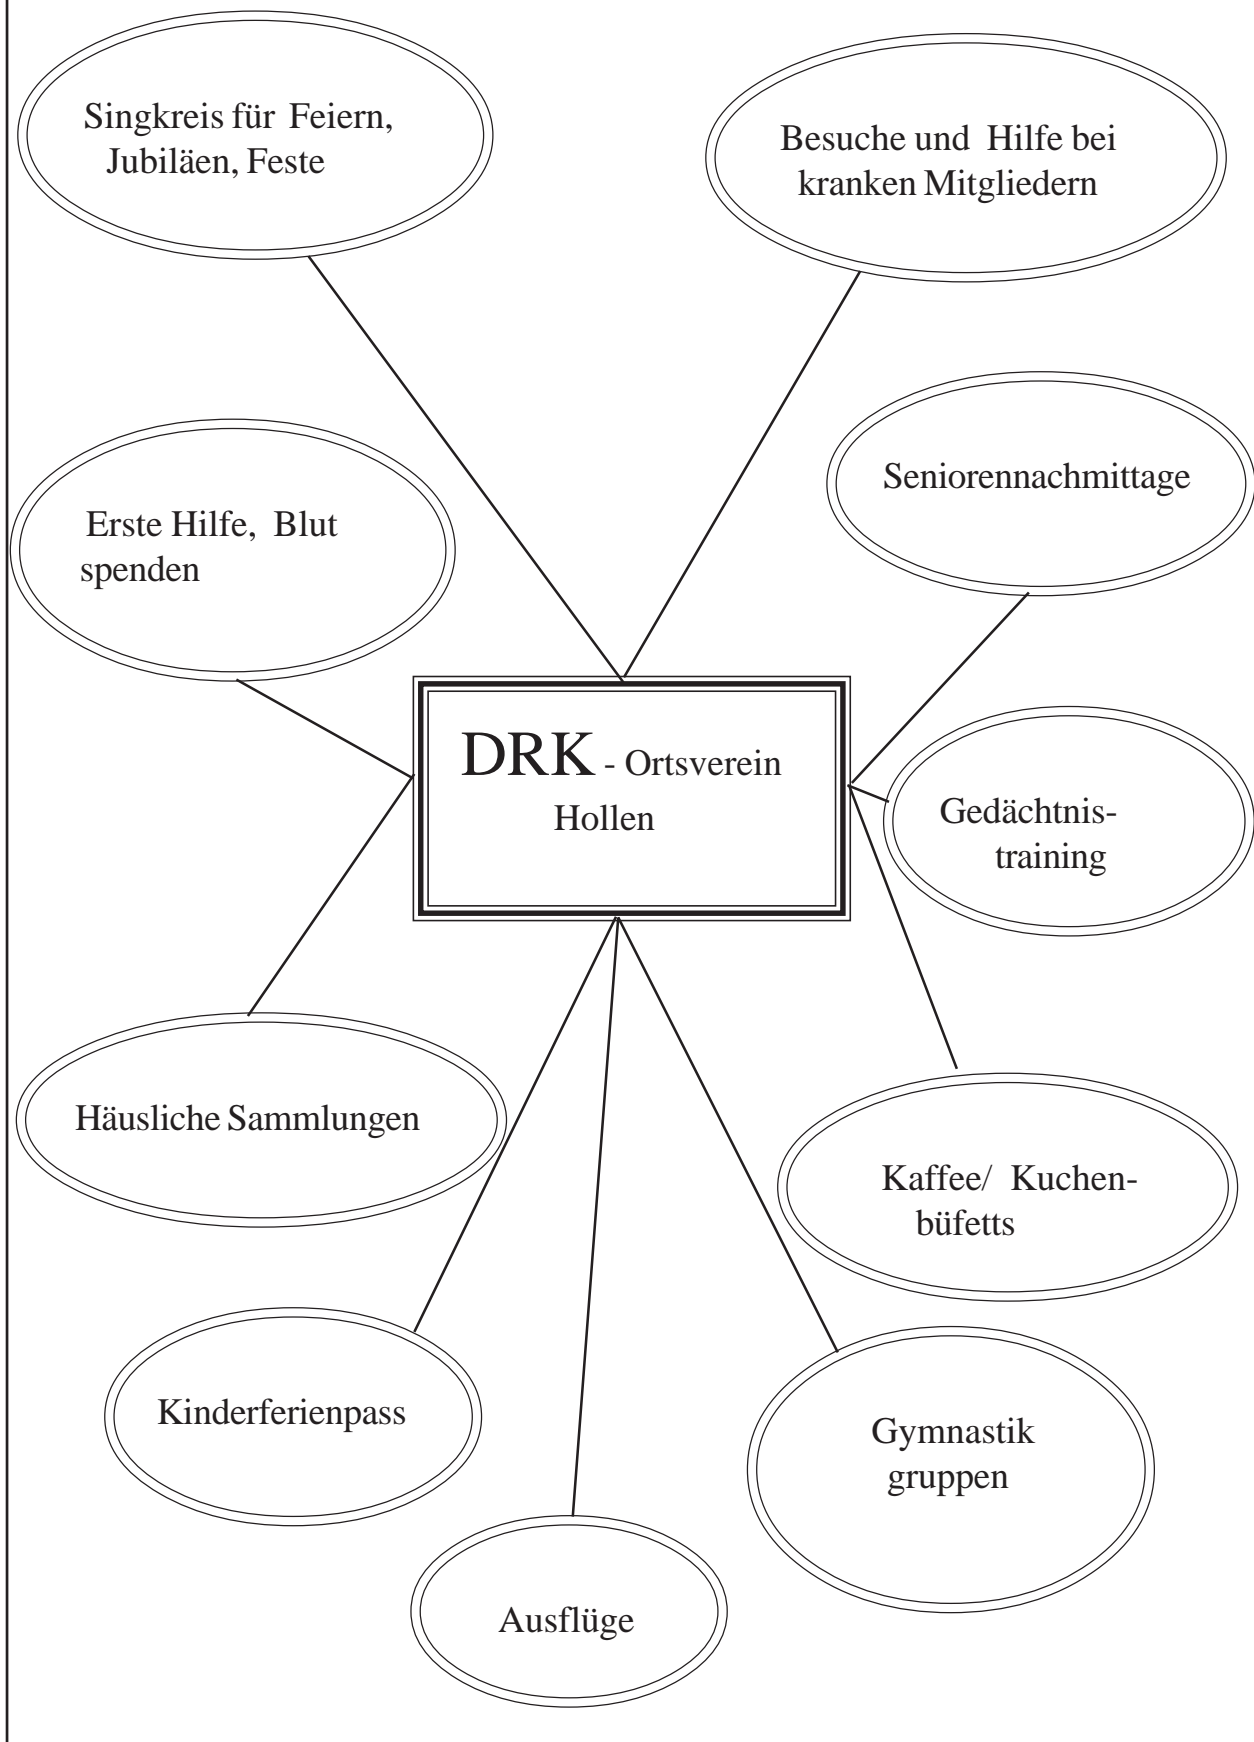 Singkreis für Feiern,
Jubiläen, Feste
Besuche und Hilfe bei
kranken Mitgliedern
Seniorennachmittage
Erste Hilfe, Blut
spenden
DRK - Ortsverein
Hollen
Gedächtnis-
training
Häusliche Sammlungen
Kaffee/ Kuchen-
büfetts
Kinderferienpass
Gymnastik
gruppen
Ausflüge